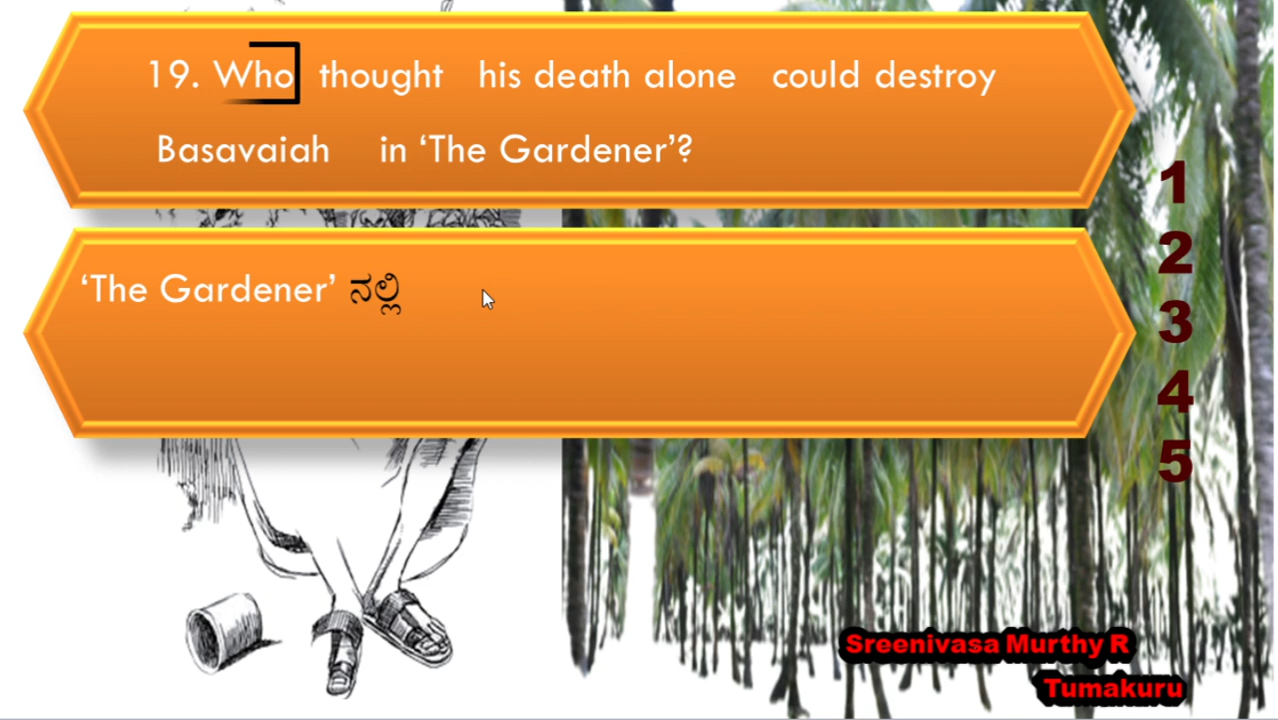 19. Who thought his death alone could destroy
Basavaiah in ‘The Gardener’?
‘The Gardener’ ನಲ್ಲಿ
1
2
3
4
5
Sreenivasa Murthy R
Tumakuru